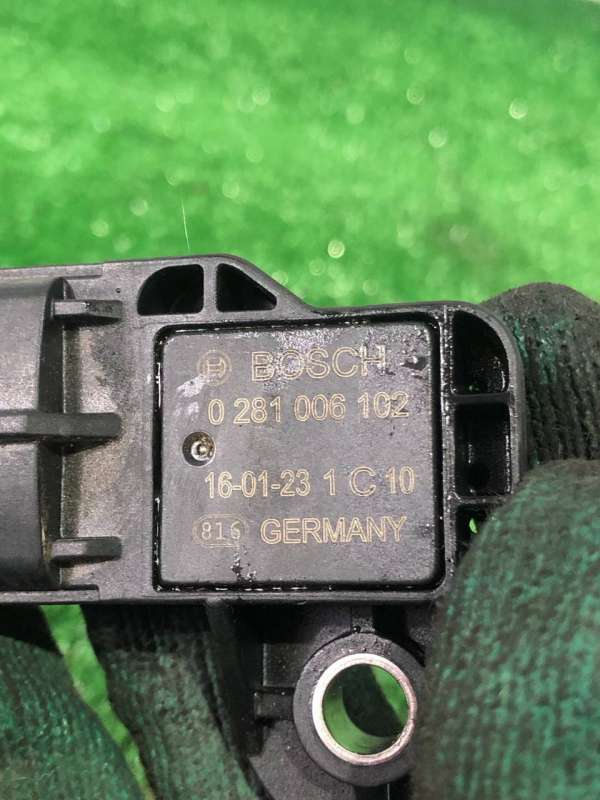 BOSCH
0 281 006 102
16-01-23 1 C 10
816 GERMANY